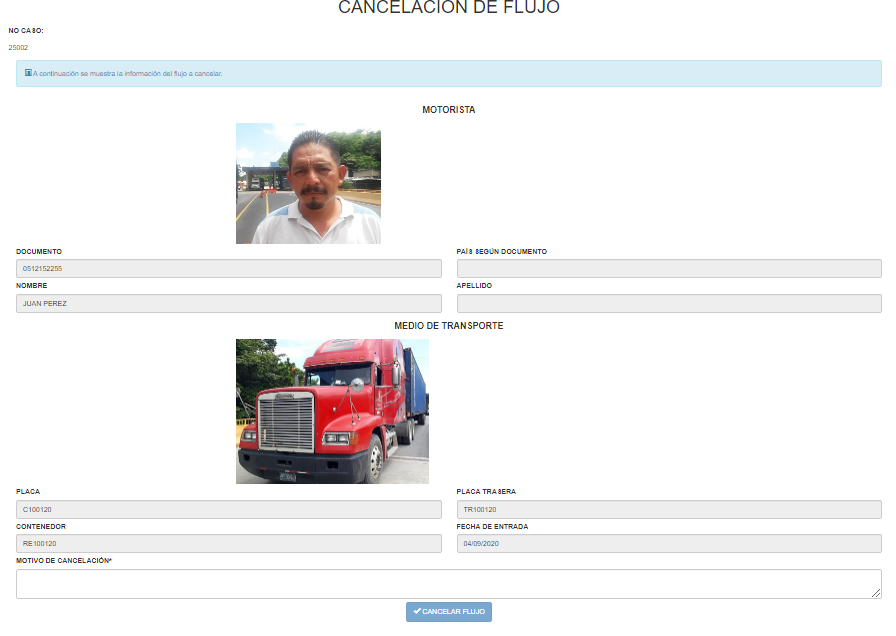 CANCELACIÓN DE FLUJO
NO CASO:
25002
A continuación se muestra la información del flujo a cancelar.
MOTORISTA
DOCUMENTO
PAÍS SEGÚN DOCUMENTO
0512152255
NOMBRE
APELLIDO
JUAN PEREZ
MEDIO DE TRANSPORTE
PLACA
PLACA TRASERA
C100120
TR100120
CONTENEDOR
FECHA DE ENTRADA
RE100120
04/09/2020
MOTIVO DE CANCELACIÓN*
CANCELAR FLUJO